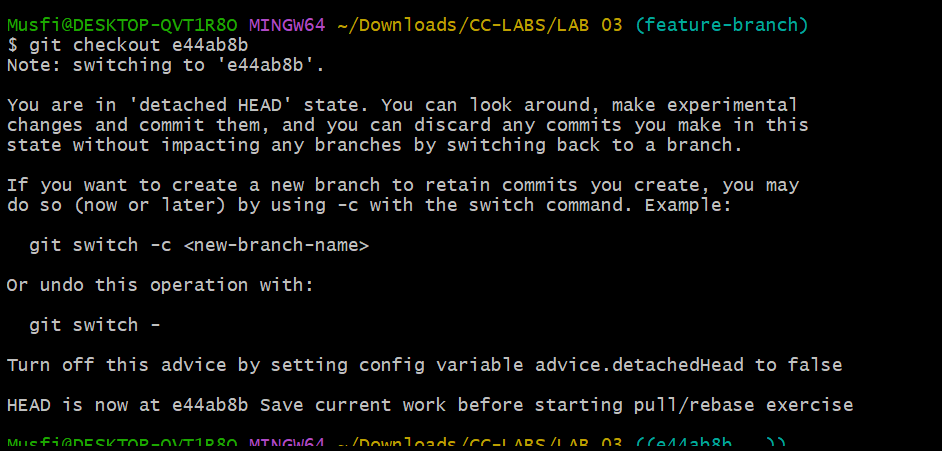 Musfi@DESKTOP-QVT1R8O MINGW64 ~/Downloads/CC-LABS/LAB 03 (feature-branch)
$ git checkout e44ab8b
Note: switching to 'e44ab8b'.
You are in 'detached HEAD' state. You can look around, make experimental
changes and commit them, and you can discard any commits you make in this
state without impacting any branches by switching back to a branch.
If you want to create a new branch to retain commits you create, you may
do so (now or later) by using -c with the switch command. Example:
git switch -c <new-branch-name>
Or undo this operation with:
git switch -
Turn off this advice by setting config variable advice.detachedHead to false
HEAD is now at e44ab8b Save current work before starting pull/rebase exercise
Musfi@DESKTOP-QVT1R8O MINGW64 ~/Downloads/CC-LABS/LAB 03 ((e44ab8b...))